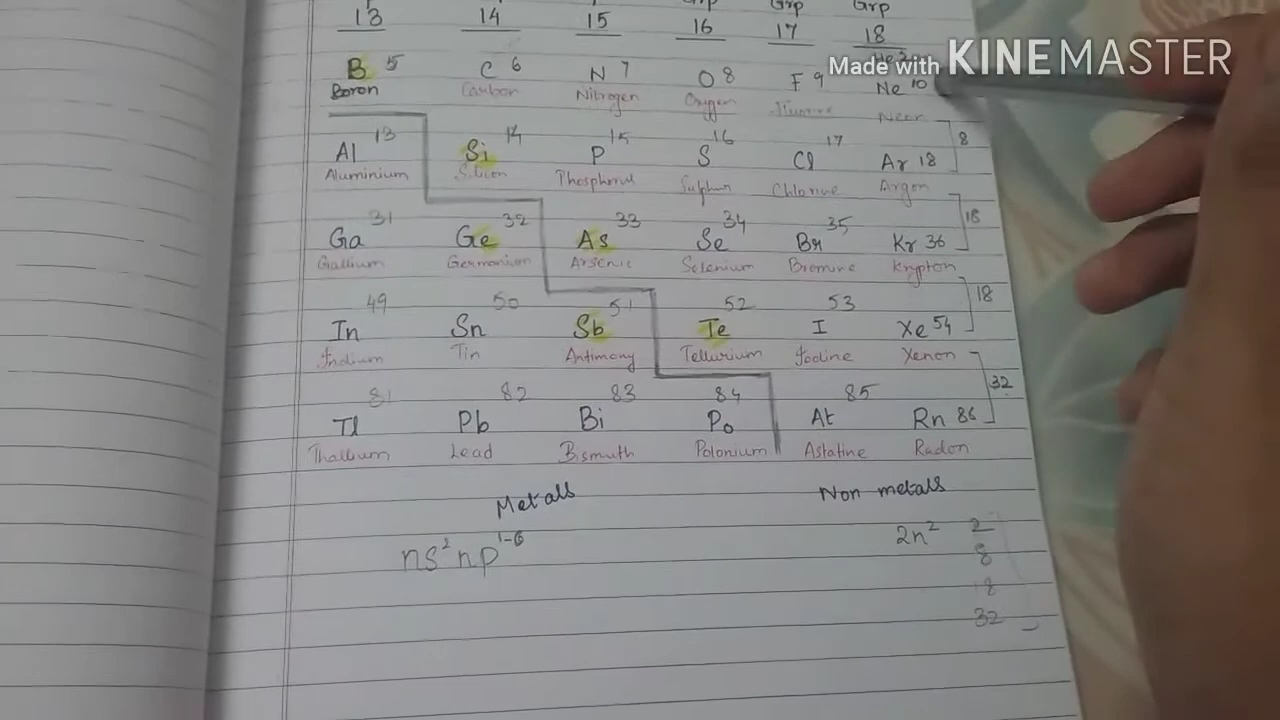 Grp Grp
13 14 15 16 17 18
Made with KINEMASTER
B 5 C 6 N 7 O 8 F 9 Ne 10
Boron Carbon Nitrogen Oxygen Neon
13 14 15 16 17 8
Al Si P S Cl Ar 18
Aluminium Silicon Phosphorus Sulphur Chlorine Argon
31 32 33 34 35 18
Ga Ge As Se Br Kr 36
Gallium Germanium Arsenic Selenium Bromine Krypton
49 50 51 52 53 18
In Sn Sb Te I Xe 54
Indium Tin Antimony Tellurium Iodine Xenon
81 82 83 84 85 32
Tl Pb Bi Po At Rn 86
Thallium Lead Bismuth Polonium Astatine Radon
Metals Non metals
ns² np¹⁻⁶ 2n² 2
8
18
32